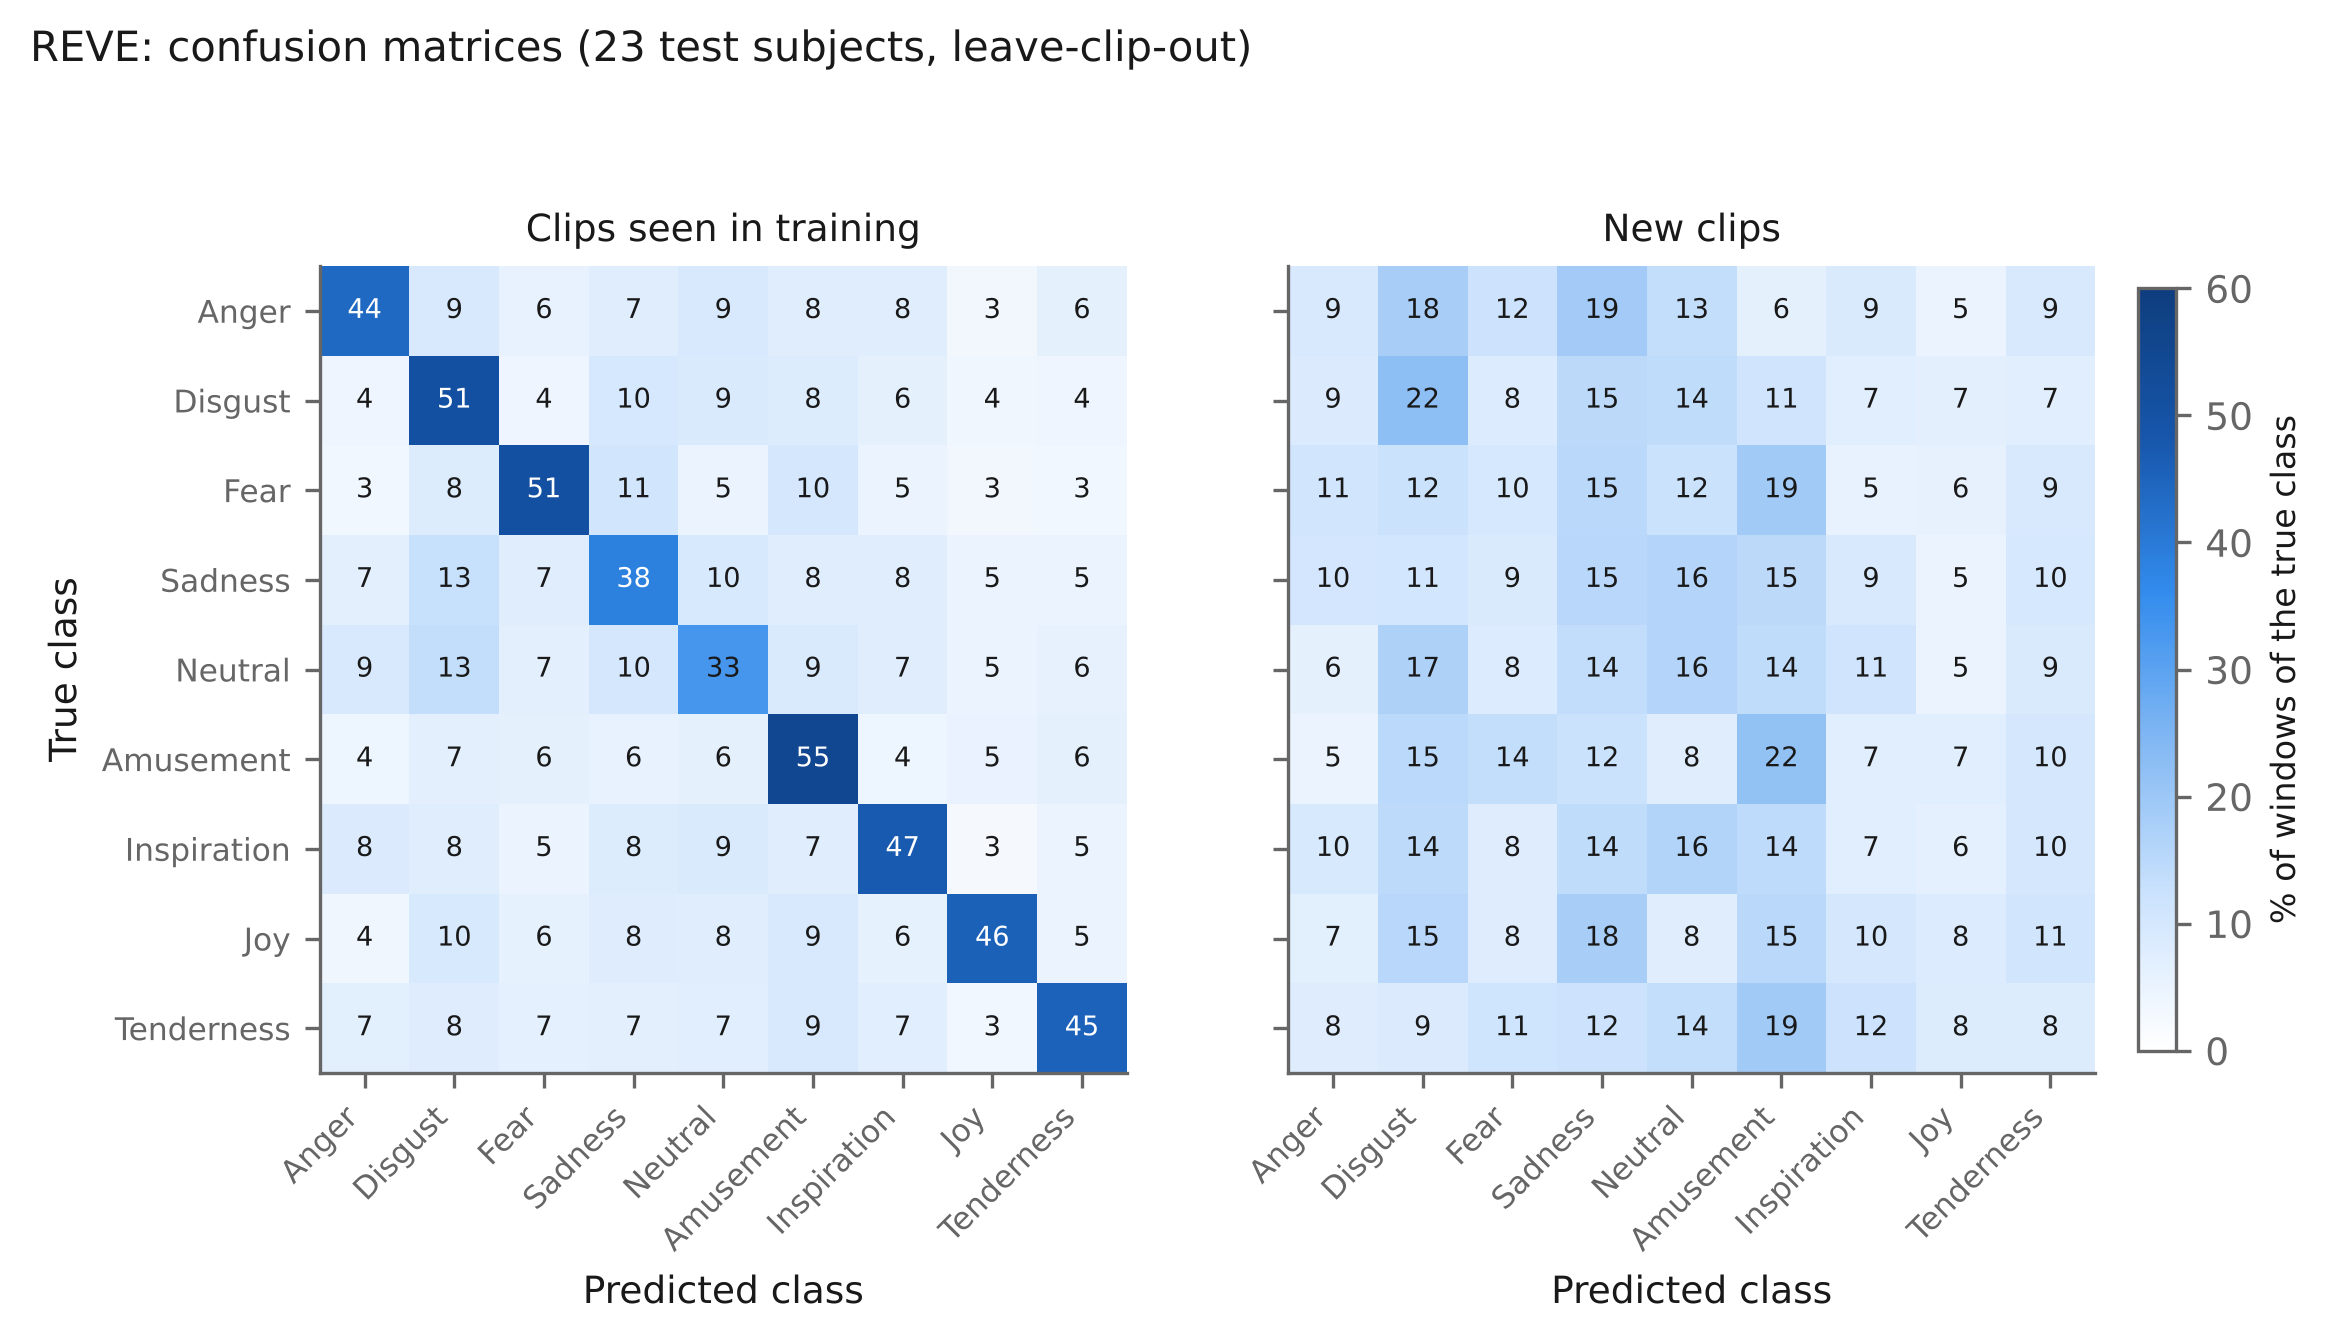 REVE: confusion matrices (23 test subjects, leave-clip-out)
Clips seen in training
New clips
True class
Anger 44 9 6 7 9 8 8 3 6
Disgust 4 51 4 10 9 8 6 4 4
Fear 3 8 51 11 5 10 5 3 3
Sadness 7 13 7 38 10 8 8 5 5
Neutral 9 13 7 10 33 9 7 5 6
Amusement 4 7 6 6 6 55 4 5 6
Inspiration 8 8 5 8 9 7 47 3 5
Joy 4 10 6 8 8 9 6 46 5
Tenderness 7 8 7 7 7 9 7 3 45
Anger Disgust Fear Sadness Neutral Amusement Inspiration Joy Tenderness
Predicted class
9 18 12 19 13 6 9 5 9
9 22 8 15 14 11 7 7 7
11 12 10 15 12 19 5 6 9
10 11 9 15 16 15 9 5 10
6 17 8 14 16 14 11 5 9
5 15 14 12 8 22 7 7 10
10 14 8 14 16 14 7 6 10
7 15 8 18 8 15 10 8 11
8 9 11 12 14 19 12 8 8
Anger Disgust Fear Sadness Neutral Amusement Inspiration Joy Tenderness
Predicted class
60
50
40
30
20
10
0
% of windows of the true class